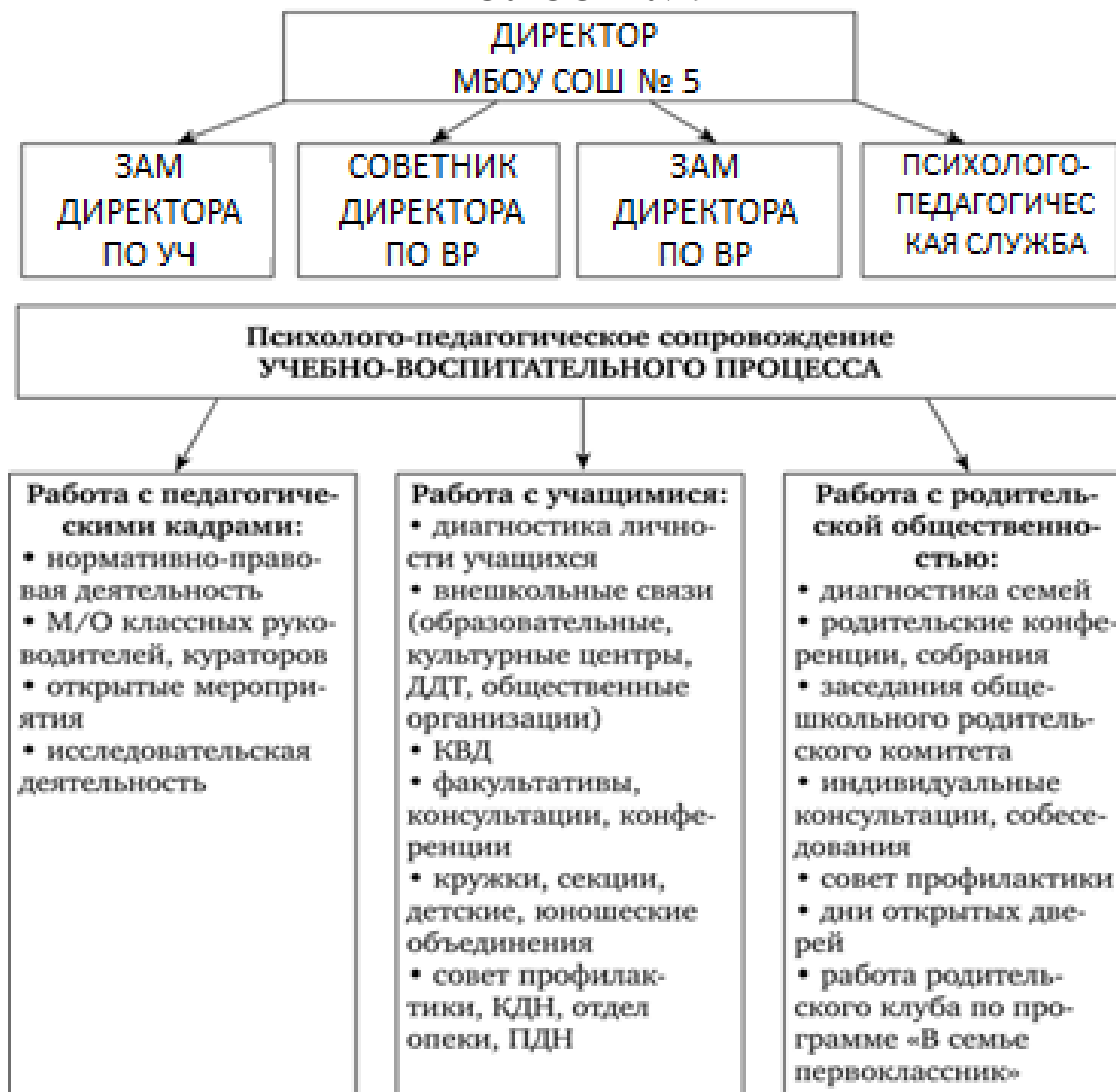 ДИРЕКТОР
МБОУ СОШ № 5
ЗАМ
ДИРЕКТОРА
ПО УЧ
СОВЕТНИК
ДИРЕКТОРА
ПО ВР
ЗАМ
ДИРЕКТОРА
ПО ВР
ПСИХОЛОГО-
ПЕДАГОГИЧЕС
КАЯ СЛУЖБА
Психолого-педагогическое сопровождение
УЧЕБНО-ВОСПИТАТЕЛЬНОГО ПРОЦЕССА
Работа с педагогиче-
скими кадрами:
• нормативно-право-
вая деятельность
• М/О классных руко-
водителей, кураторов
• открытые меропри-
ятия
• исследовательская
деятельность
Работа с учащимися:
• диагностика лично-
сти учащихся
• внешкольные связи
(образовательные,
культурные центры,
ДДТ, общественные
организации)
• КВД
• факультативы,
консультации, конфе-
ренции
• кружки, секции,
детские, юношеские
объединения
• совет профилак-
тики, КДН, отдел
опеки, ПДН
Работа с родитель-
ской общественно-
стью:
• диагностика семей
• родительские конфе-
ренции, собрания
• заседания обще-
школьного родитель-
ского комитета
• индивидуальные
консультации, собесе-
дования
• совет профилактики
• дни открытых две-
рей
• работа родитель-
ского клуба по про-
грамме «В семье
первоклассник»